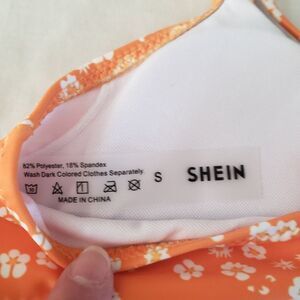 82% Polyester, 18% Spandex
Wash Dark Colored Clothes Separately
S
SHEIN
MADE IN CHINA